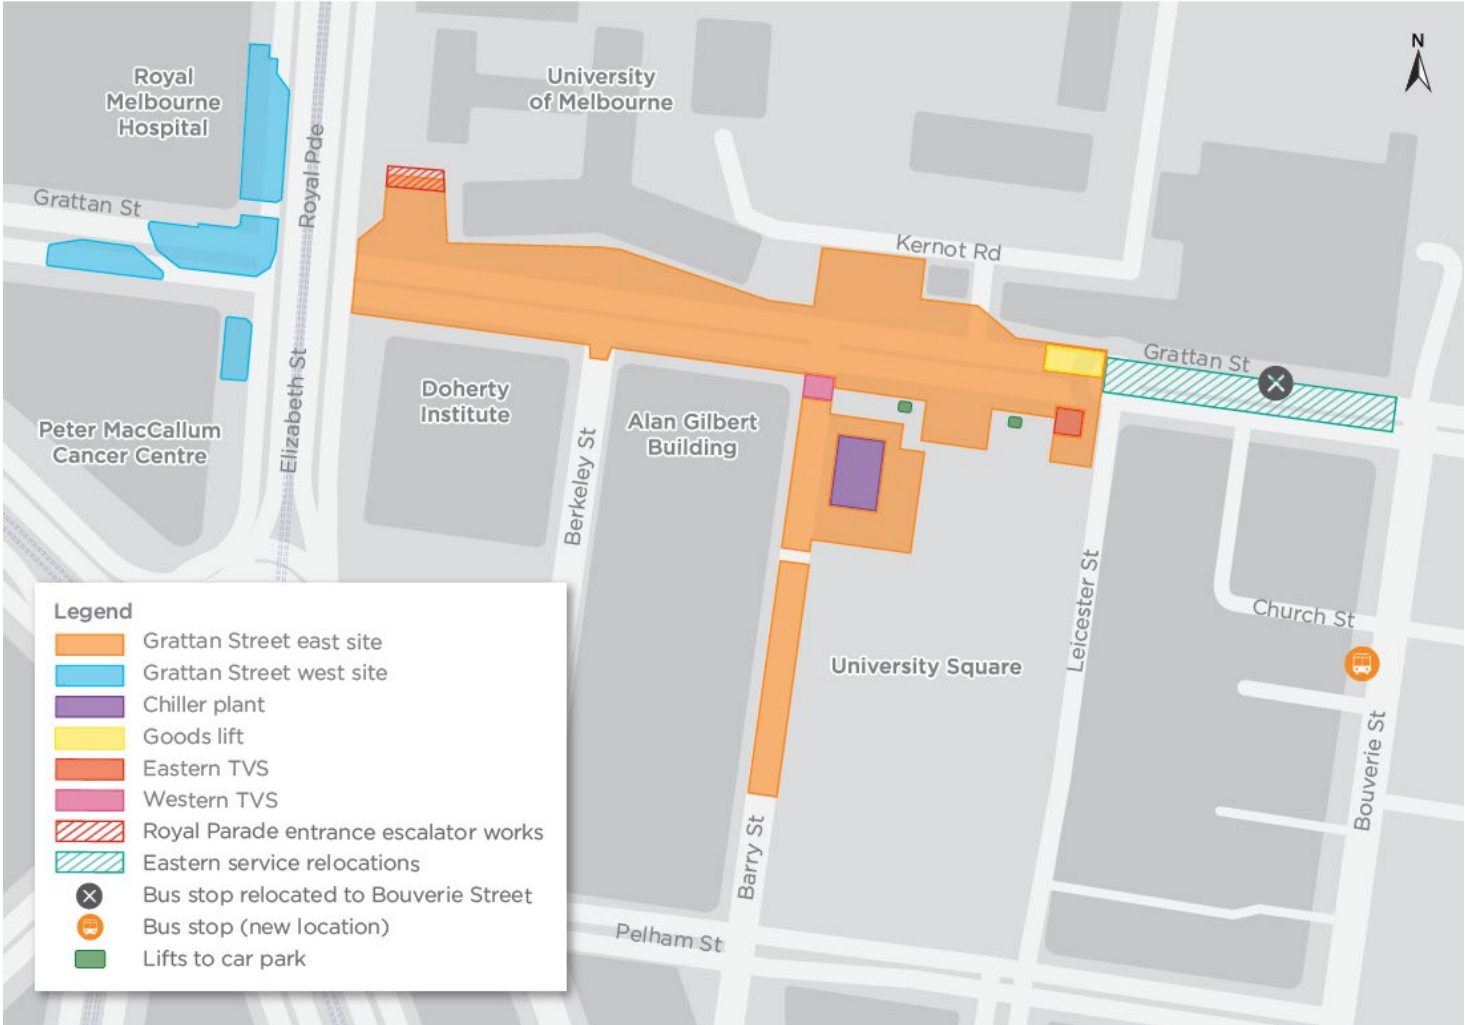 N
Royal
Melbourne
Hospital
University
of Melbourne
Royal Pde
Grattan St
Kernot Rd
Grattan St
Elizabeth St
Doherty
Institute
Alan Gilbert
Building
Peter MacCallum
Cancer Centre
Berkeley St
Leicester St
Church St
University Square
Bouverie St
Barry St
Pelham St
Legend
Grattan Street east site
Grattan Street west site
Chiller plant
Goods lift
Eastern TVS
Western TVS
Royal Parade entrance escalator works
Eastern service relocations
Bus stop relocated to Bouverie Street
Bus stop (new location)
Lifts to car park